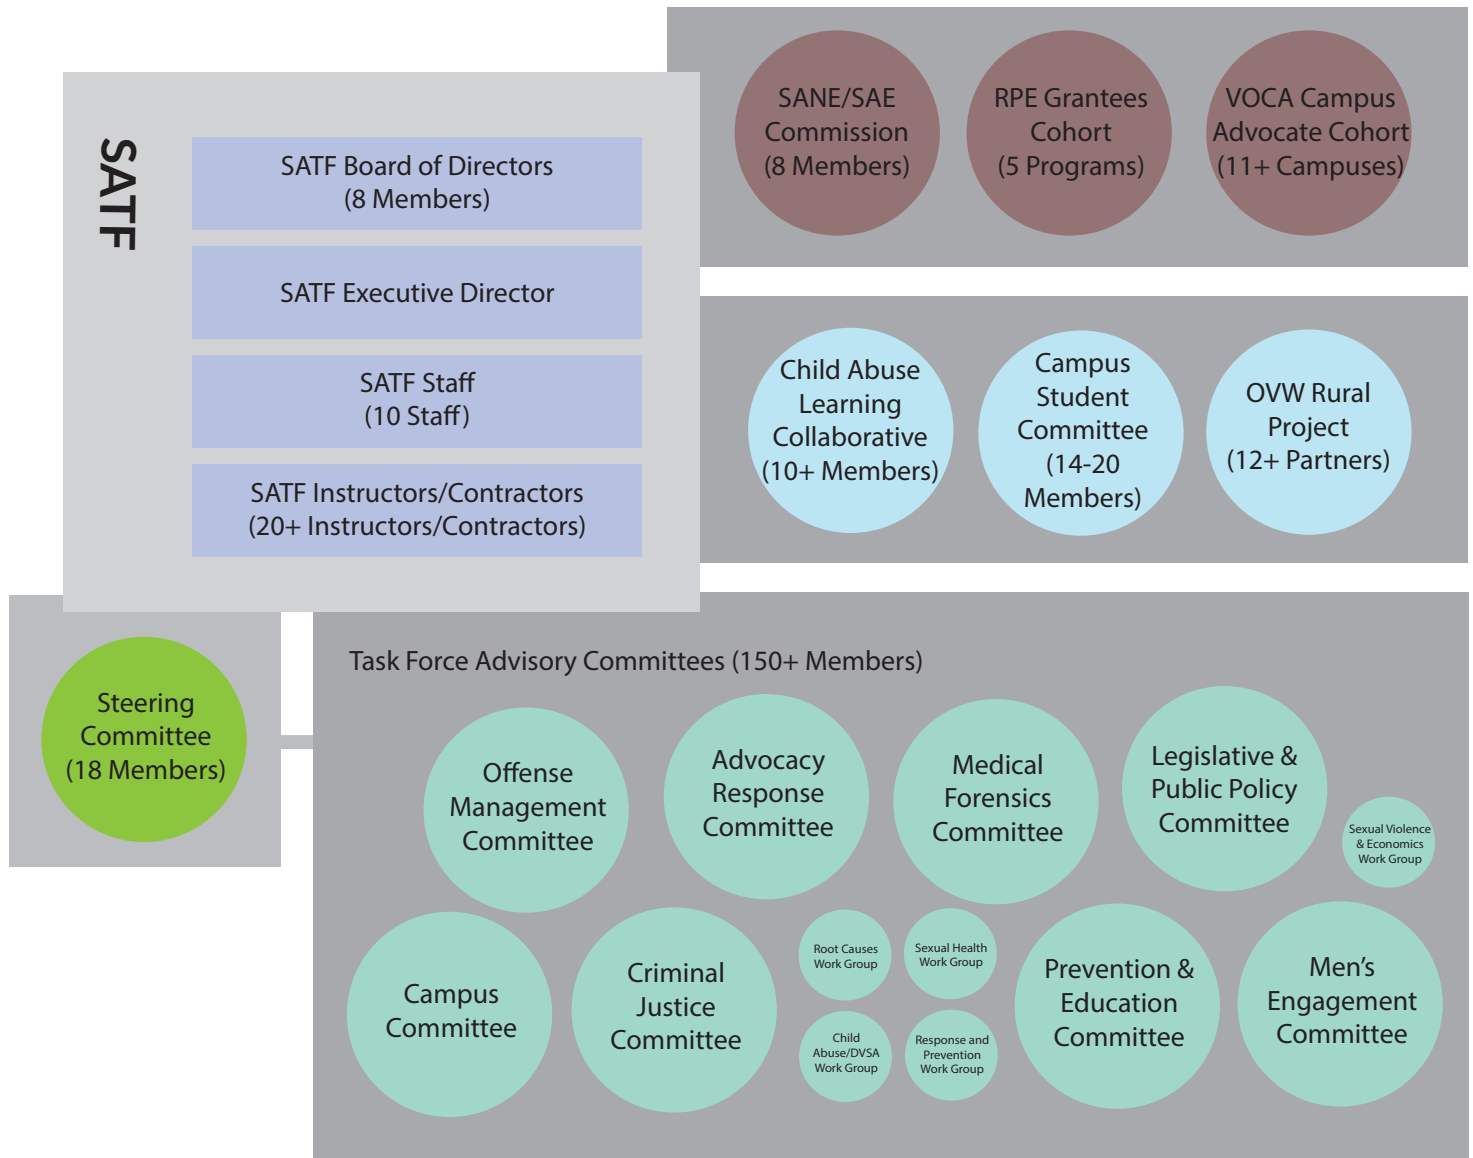 SATF
SATF Board of Directors
(8 Members)
SATF Executive Director
SATF Staff
(10 Staff)
SATF Instructors/Contractors
(20+ Instructors/Contractors)
SANE/SAE
Commission
(8 Members)
RPE Grantees
Cohort
(5 Programs)
VOCA Campus
Advocate Cohort
(11+ Campuses)
Child Abuse
Learning
Collaborative
(10+ Members)
Campus
Student
Committee
(14-20
Members)
OVW Rural
Project
(12+ Partners)
Steering
Committee
(18 Members)
Task Force Advisory Committees (150+ Members)
Offense
Management
Committee
Advocacy
Response
Committee
Medical
Forensics
Committee
Legislative &
Public Policy
Committee
Sexual Violence
& Economics
Work Group
Campus
Committee
Criminal
Justice
Committee
Root Causes
Work Group
Sexual Health
Work Group
Child
Abuse/DVSA
Work Group
Response and
Prevention
Work Group
Prevention &
Education
Committee
Men’s
Engagement
Committee